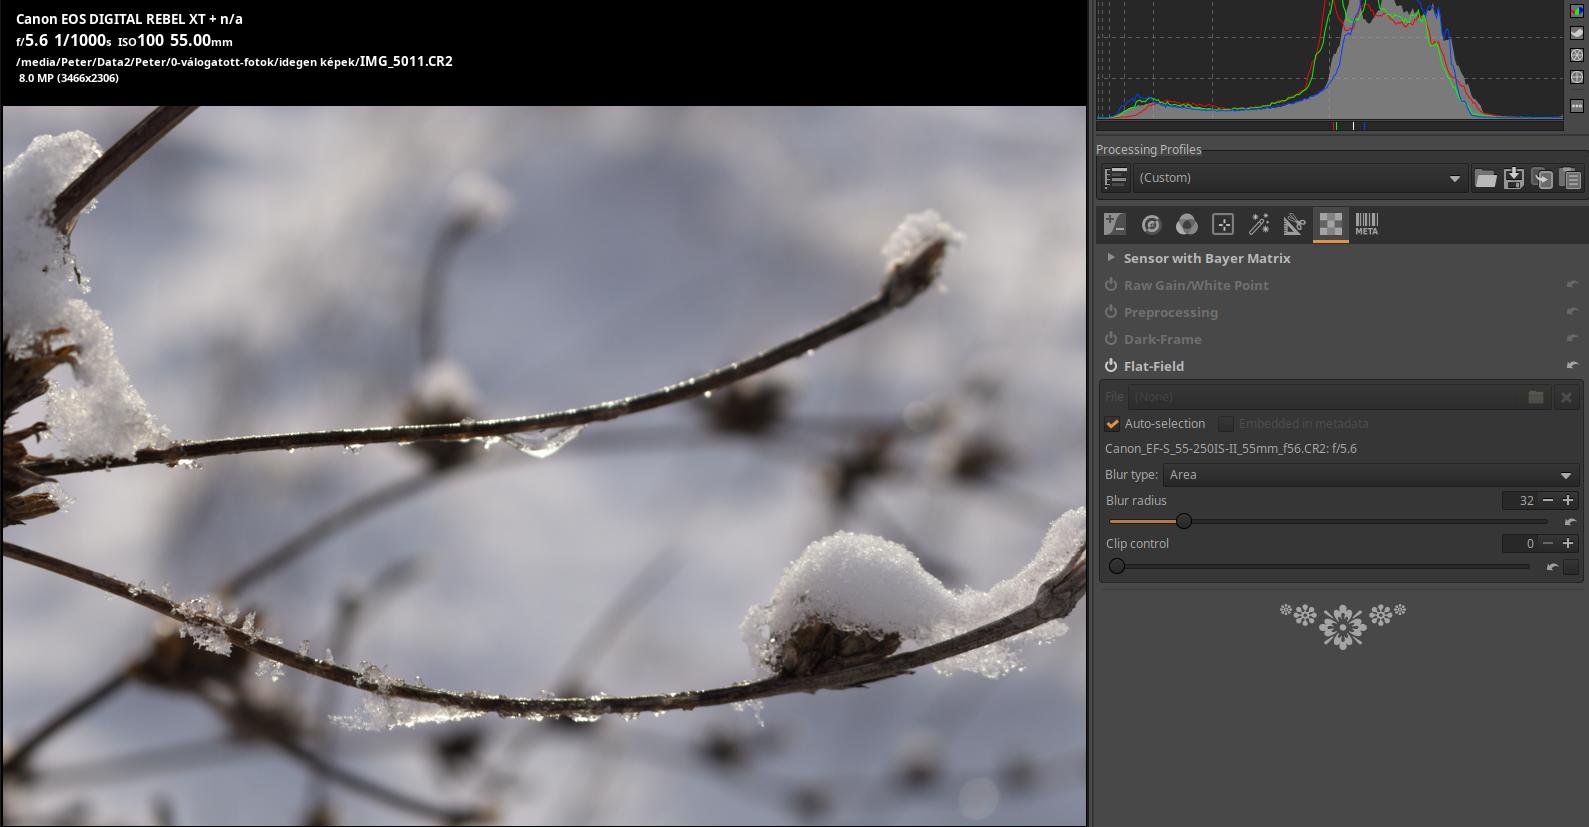 Canon EOS DIGITAL REBEL XT + n/a
f/5.6 1/1000s ISO100 55.00mm
/media/Peter/Data2/Peter/0-válogatott-fotok/idegen képek/IMG_5011.CR2
8.0 MP (3466x2306)
Processing Profiles
(Custom)
META
Sensor with Bayer Matrix
Raw Gain/White Point
Preprocessing
Dark-Frame
Flat-Field
File (None)
Auto-selection Embedded in metadata
Canon_EF-S_55-250IS-II_55mm_f56.CR2: f/5.6
Blur type: Area
Blur radius 32
Clip control 0